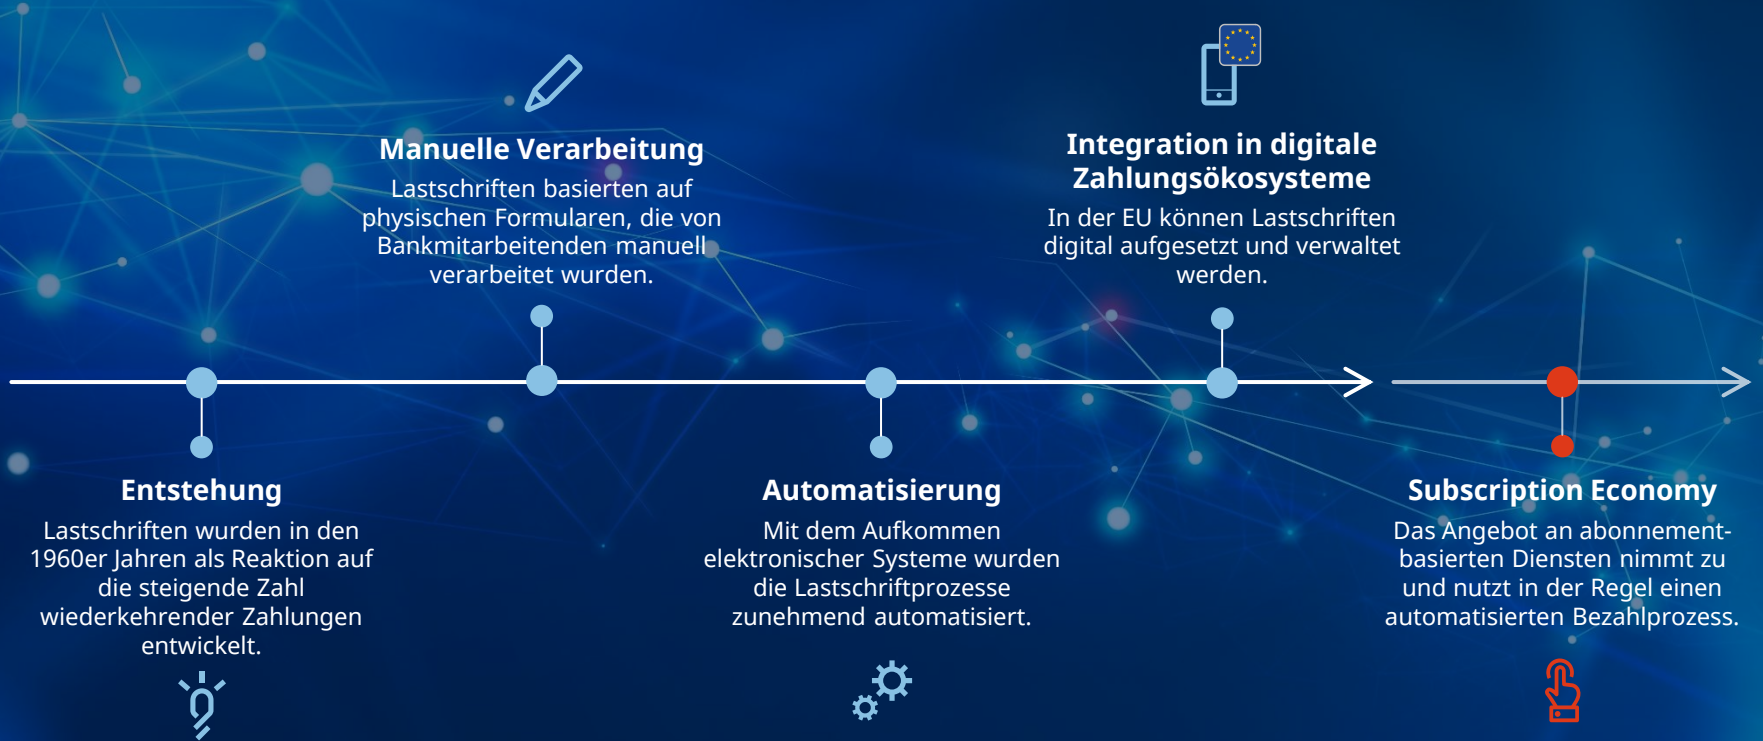 Entstehung
Lastschriften wurden in den
1960er Jahren als Reaktion auf
die steigende Zahl
wiederkehrender Zahlungen
entwickelt.
Manuelle Verarbeitung
Lastschriften basierten auf
physischen Formularen, die von
Bankmitarbeitenden manuell
verarbeitet wurden.
Automatisierung
Mit dem Aufkommen
elektronischer Systeme wurden
die Lastschriftprozesse
zunehmend automatisiert.
Integration in digitale
Zahlungsökosysteme
In der EU können Lastschriften
digital aufgesetzt und verwaltet
werden.
Subscription Economy
Das Angebot an abonnement-
basierten Diensten nimmt zu
und nutzt in der Regel einen
automatisierten Bezahlprozess.